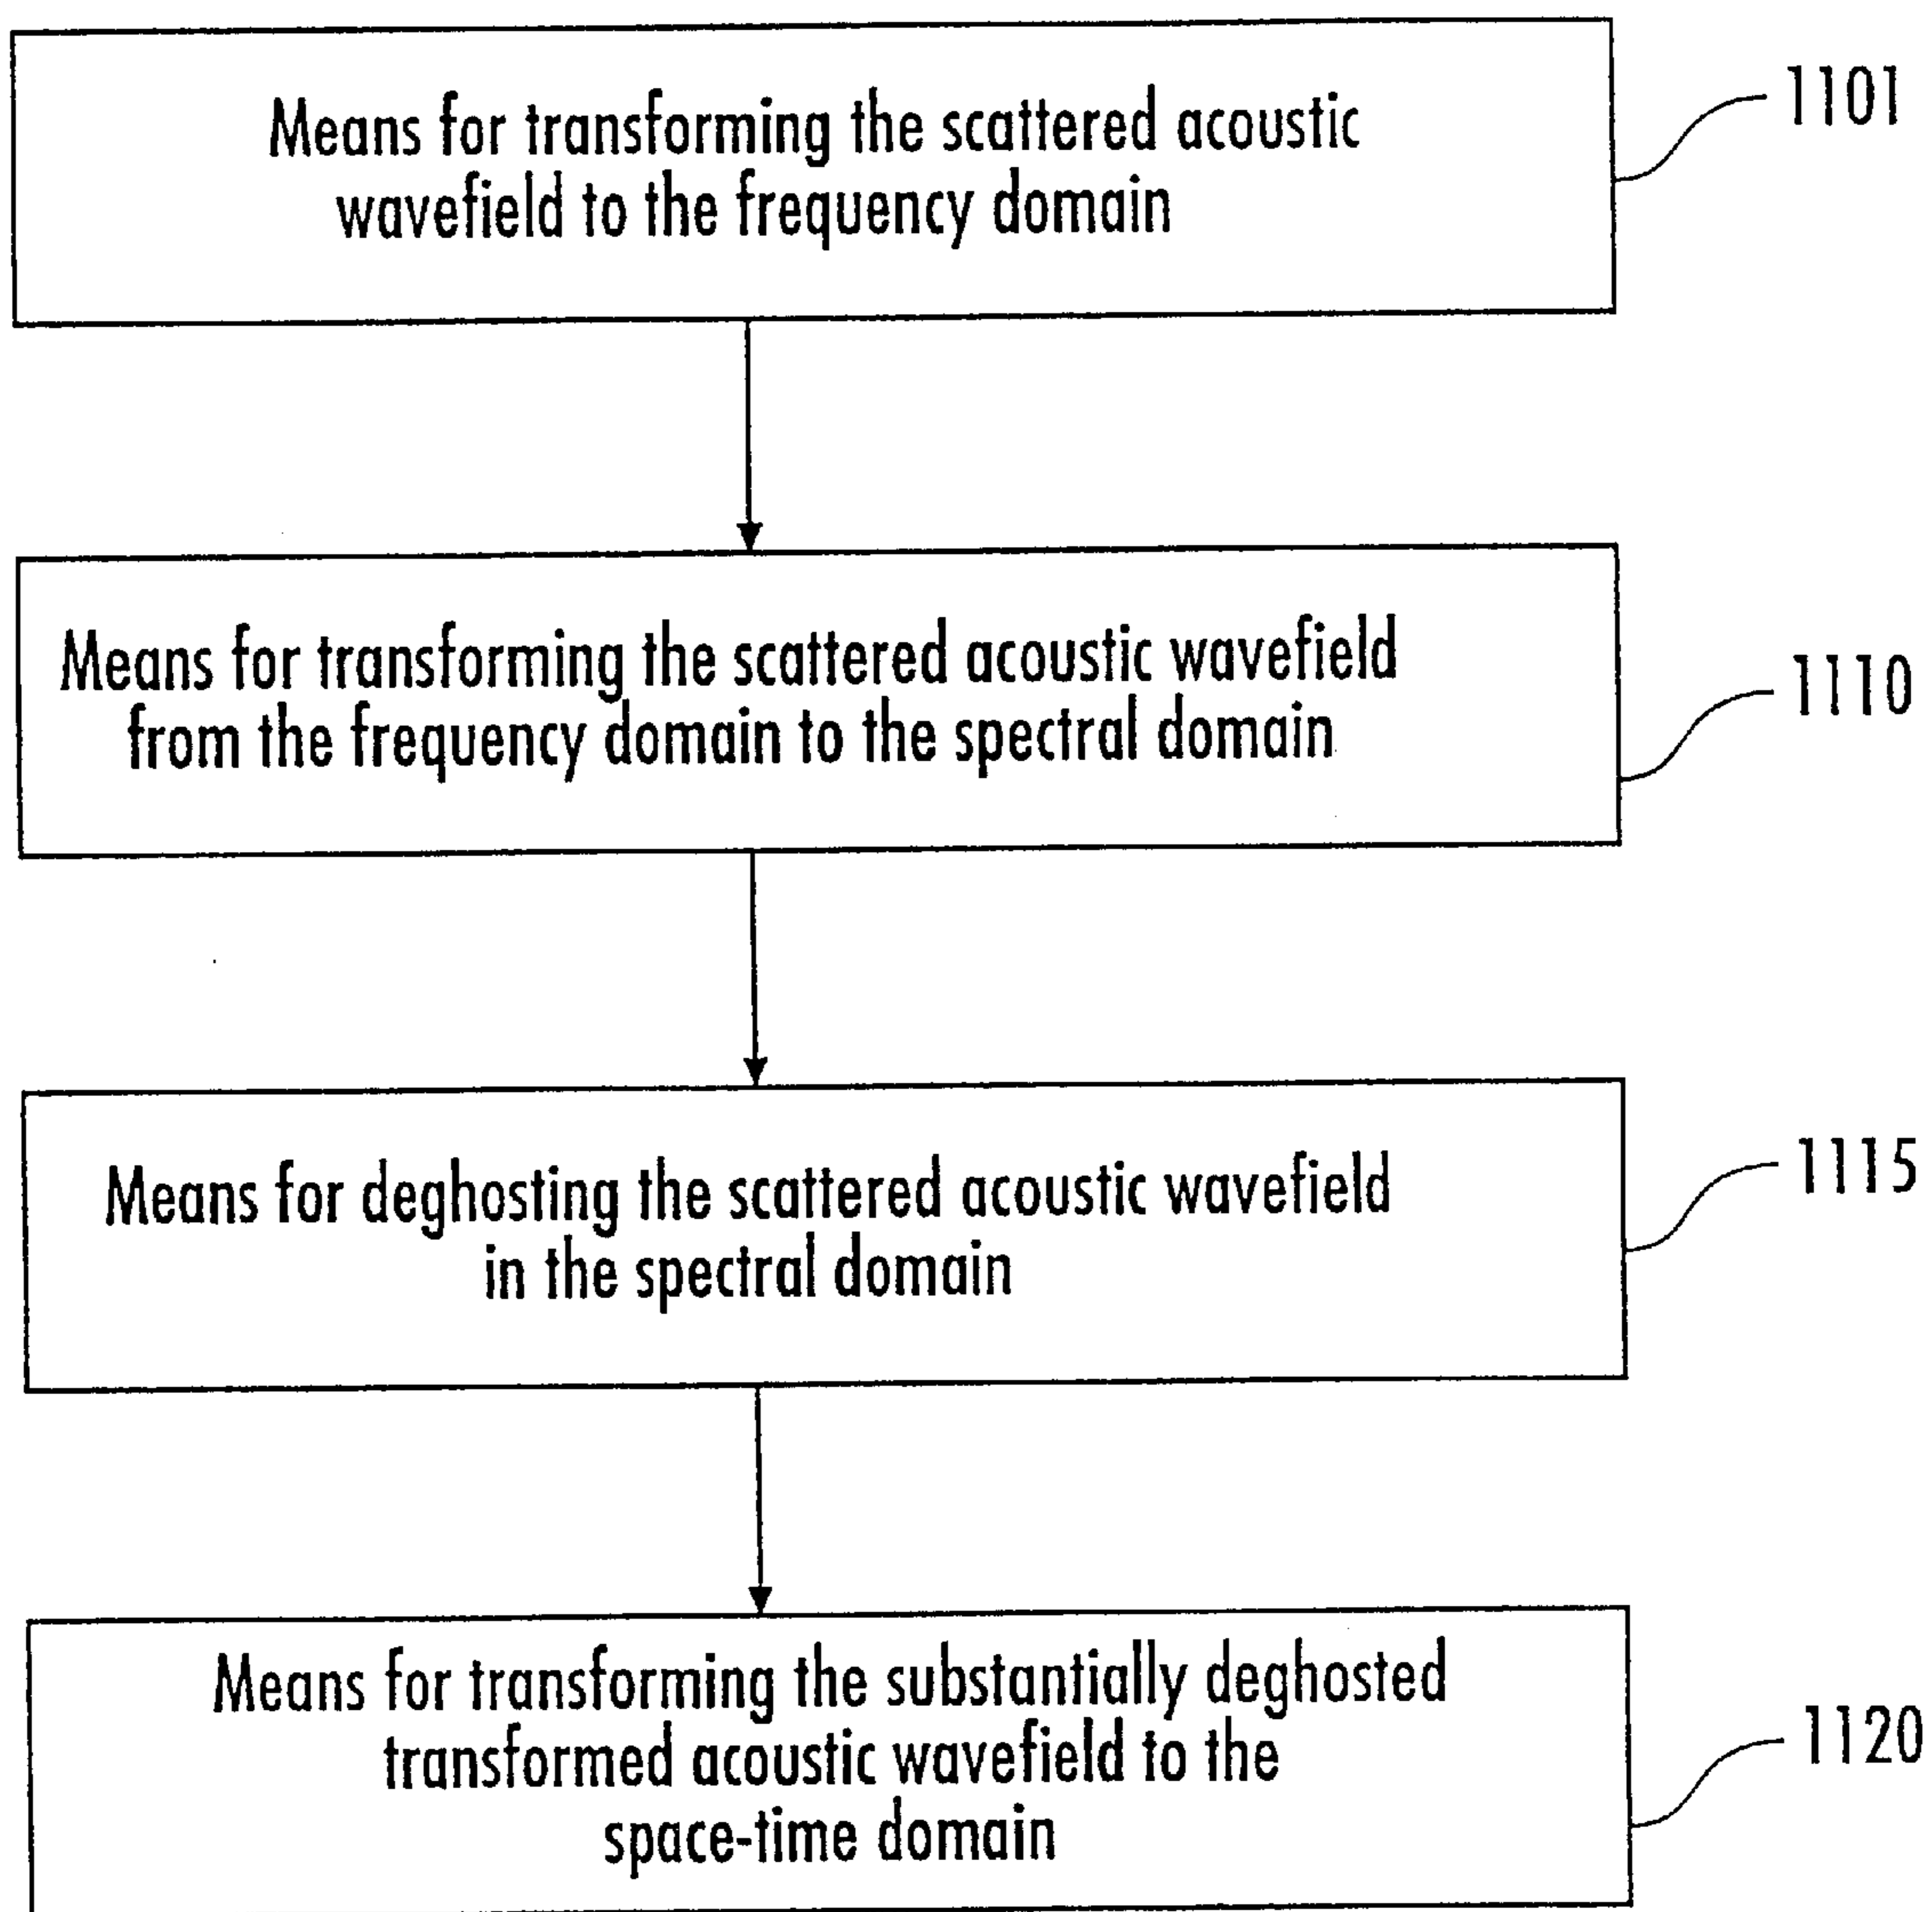 Means for transforming the scattered acoustic
wavefield to the frequency domain
1101
Means for transforming the scattered acoustic wavefield
from the frequency domain to the spectral domain
1110
Means for deghosting the scattered acoustic wavefield
in the spectral domain
1115
Means for transforming the substantially deghosted
transformed acoustic wavefield to the
space-time domain
1120